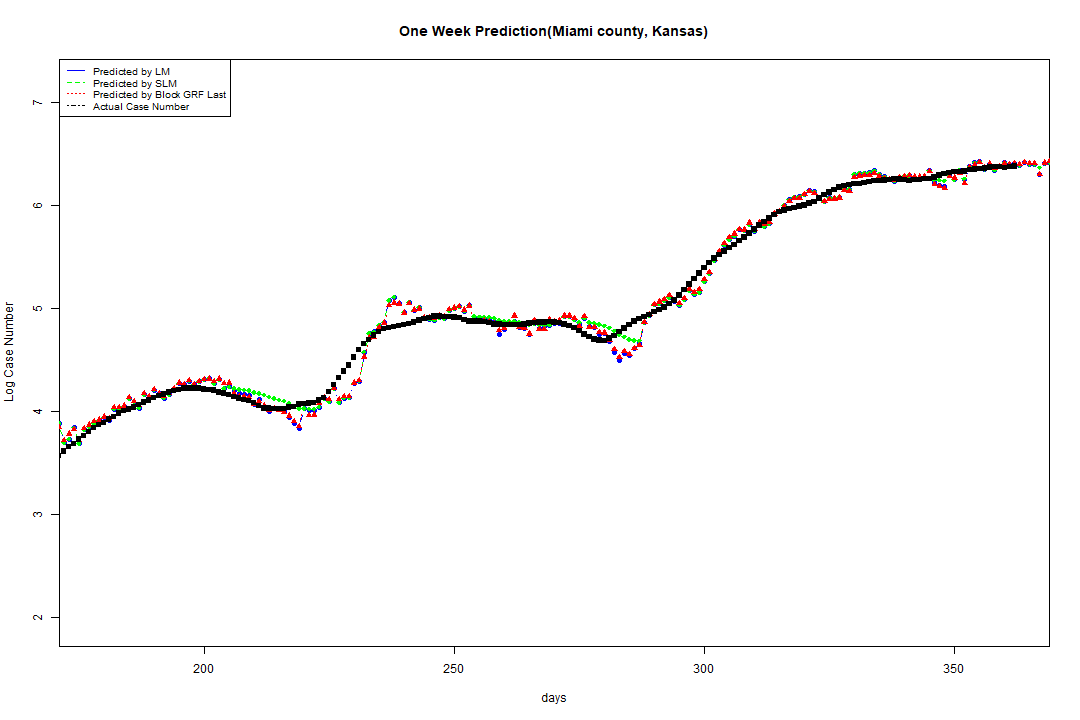 One Week Prediction(Miami county, Kansas)
Predicted by LM
Predicted by SLM
Predicted by Block GRF Last
Actual Case Number
7
6
5
4
3
2
Log Case Number
200 250 300 350
days